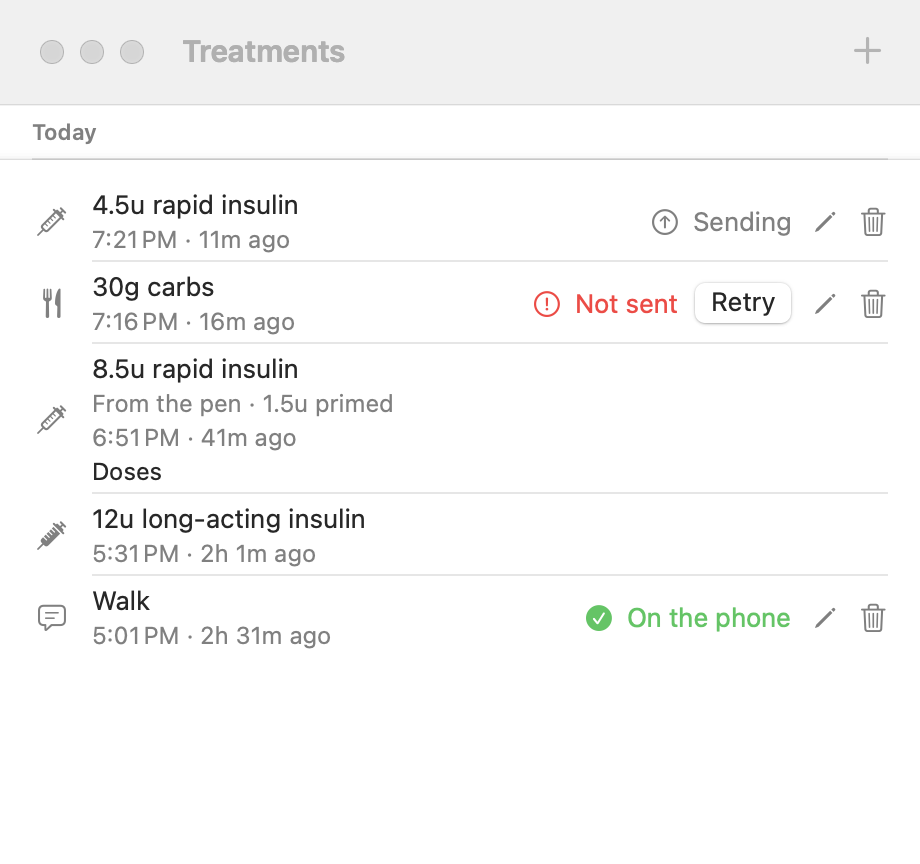 Treatments
Today
4.5u rapid insulin
7:21 PM · 11m ago
Sending
30g carbs
7:16 PM · 16m ago
Not sent
Retry
8.5u rapid insulin
From the pen · 1.5u primed
6:51 PM · 41m ago
Doses
12u long-acting insulin
5:31 PM · 2h 1m ago
Walk
5:01 PM · 2h 31m ago
On the phone